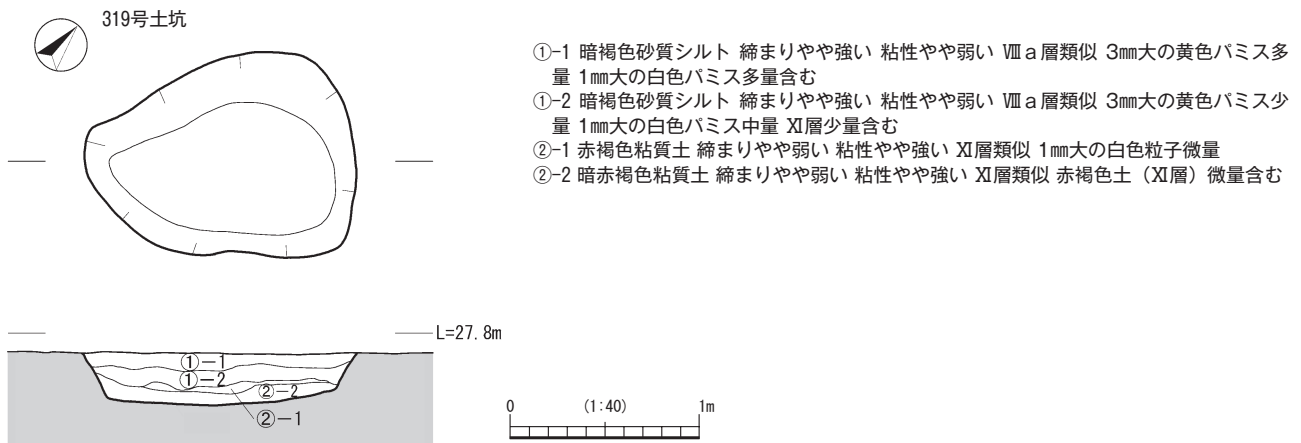 319号土坑
①-1 暗褐色砂質シルト 締まりやや強い 粘性やや弱い Ⅷa層類似 3㎜大の黄色パミス多
量 1㎜大の白色パミス多量含む
①-2 暗褐色砂質シルト 締まりやや強い 粘性やや弱い Ⅷa層類似 3㎜大の黄色パミス少
量 1㎜大の白色パミス中量 Ⅺ層少量含む
②-1 赤褐色粘質土 締まりやや弱い 粘性やや強い Ⅺ層類似 1㎜大の白色粒子微量
②-2 暗赤褐色粘質土 締まりやや弱い 粘性やや強い Ⅺ層類似 赤褐色土（Ⅺ層）微量含む
L=27.8m
①-1
①-2
②-2
②-1
0 (1:40) 1m